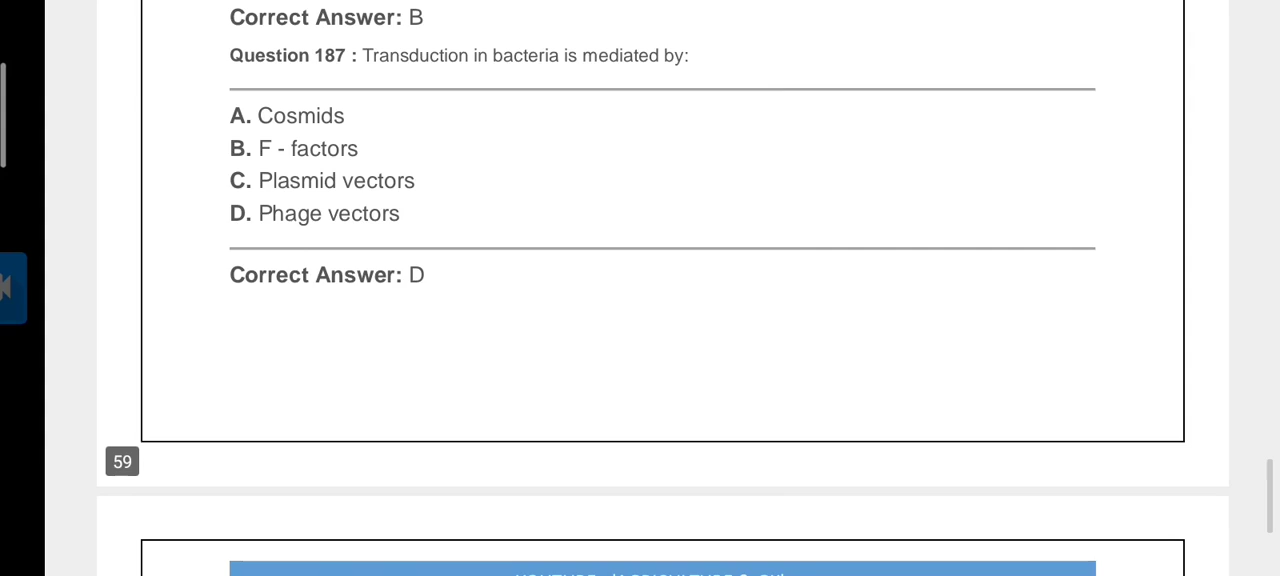 Correct Answer: B
Question 187 : Transduction in bacteria is mediated by:
A. Cosmids
B. F - factors
C. Plasmid vectors
D. Phage vectors
Correct Answer: D
59